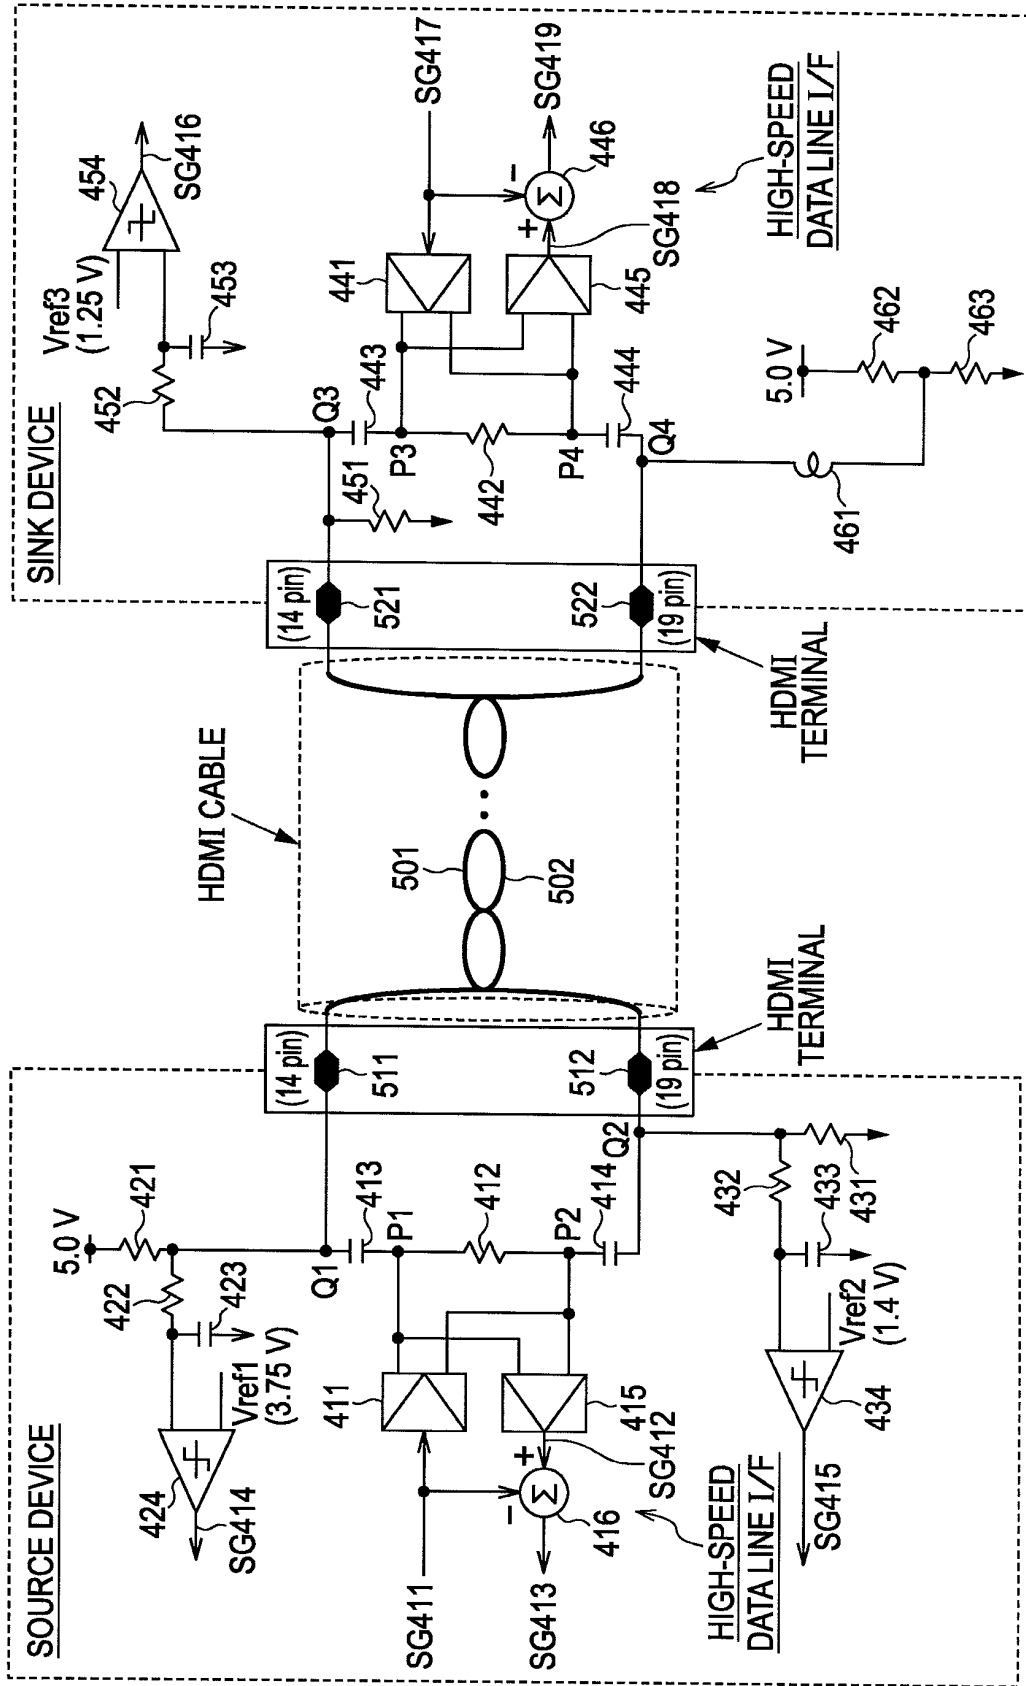 SOURCE DEVICE
5.0 V
421
422
423
424
SG414
Vref1
(3.75 V)
Q1
413
P1
411
412
415
P2
414
Q2
SG411
SG412
SG413
416
Σ
+
−
HIGH-SPEED
DATA LINE I/F
432
433
431
Vref2
(1.4 V)
434
SG415
(14 pin)
511
512
(19 pin)
HDMI
TERMINAL
HDMI CABLE
501
502
(14 pin)
521
522
(19 pin)
HDMI
TERMINAL
SINK DEVICE
Vref3
(1.25 V)
454
SG416
452
453
451
Q3
443
P3
441
442
445
P4
444
Q4
SG417
−
+
Σ
446
SG418
SG419
HIGH-SPEED
DATA LINE I/F
5.0 V
462
463
461